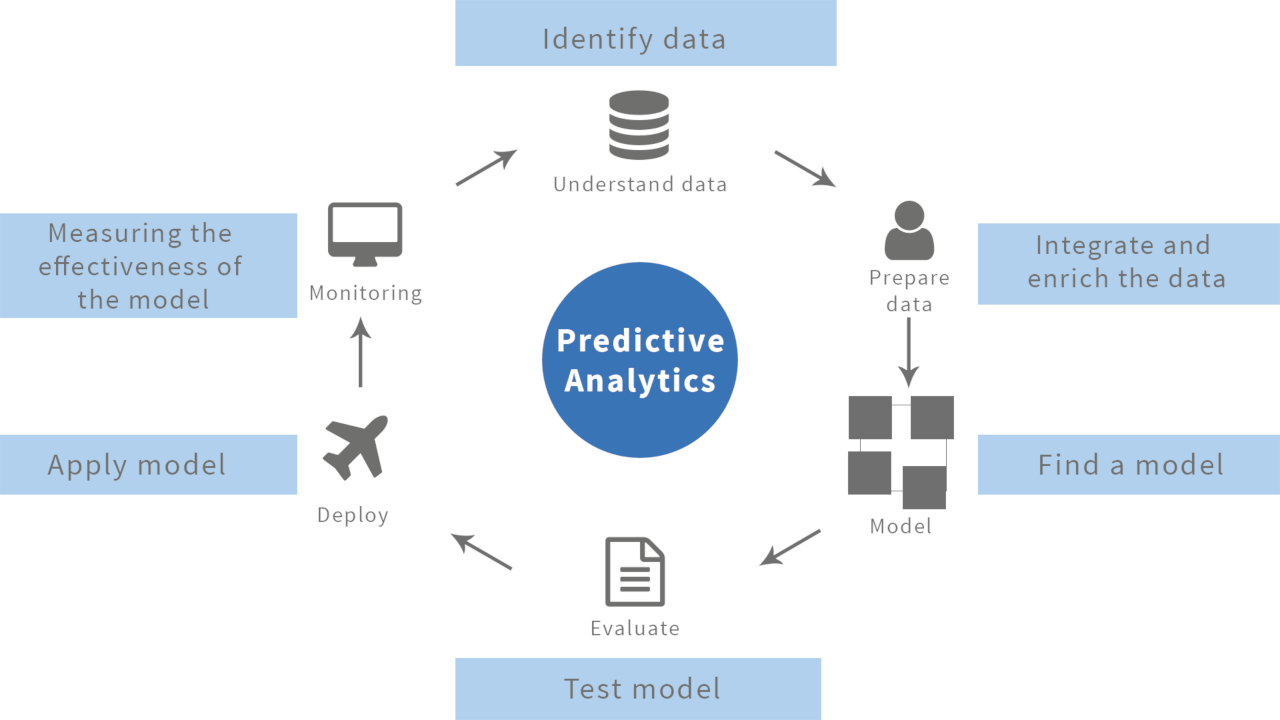 Identify data
Understand data
Measuring the
effectiveness of
the model
Monitoring
Prepare
data
Integrate and
enrich the data
Predictive
Analytics
Apply model
Deploy
Model
Find a model
Evaluate
Test model